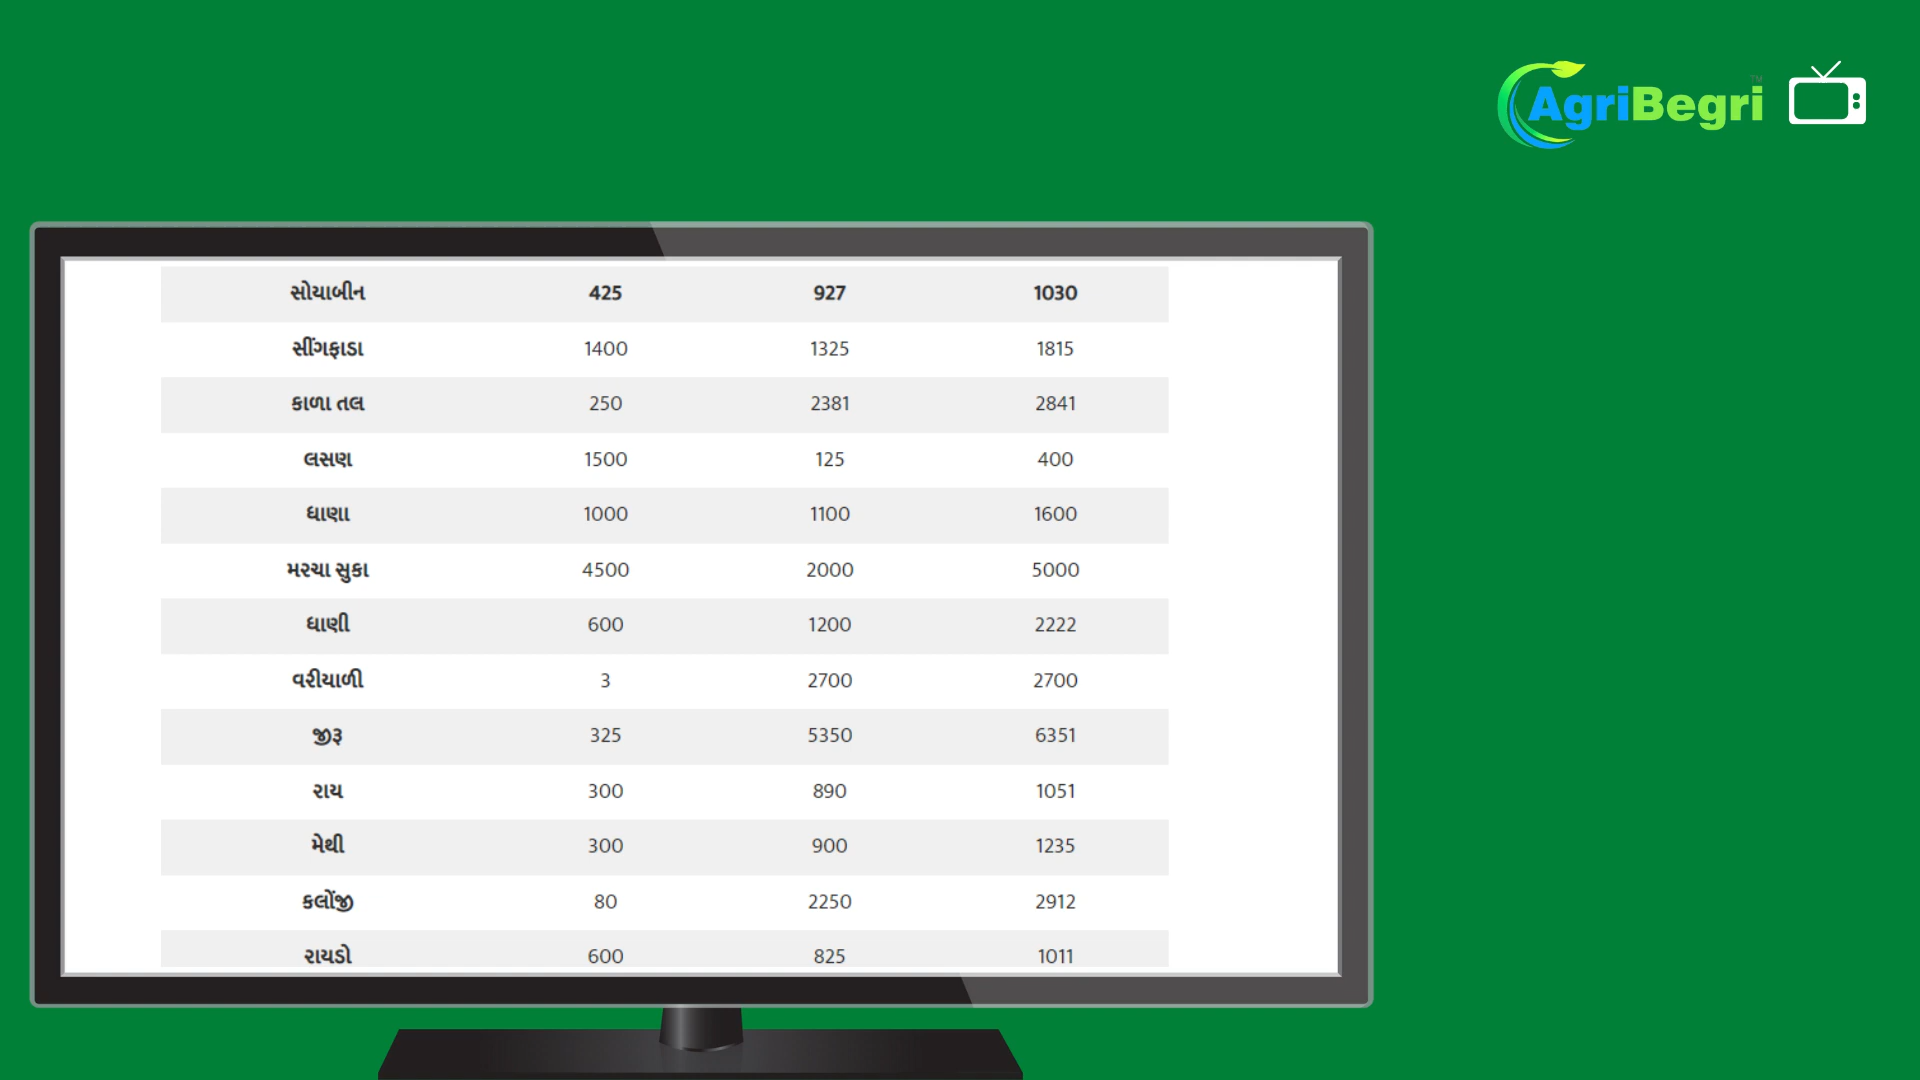 AgriBegri TM
સોયાબીન 425 927 1030
સીંગફાડા 1400 1325 1815
કાળા તલ 250 2381 2841
લસણ 1500 125 400
ધાણા 1000 1100 1600
મરચા સુકા 4500 2000 5000
ધાણી 600 1200 2222
વરીયાળી 3 2700 2700
જીરૂ 325 5350 6351
રાય 300 890 1051
મેથી 300 900 1235
કલોંજી 80 2250 2912
રાયડો 600 825 1011